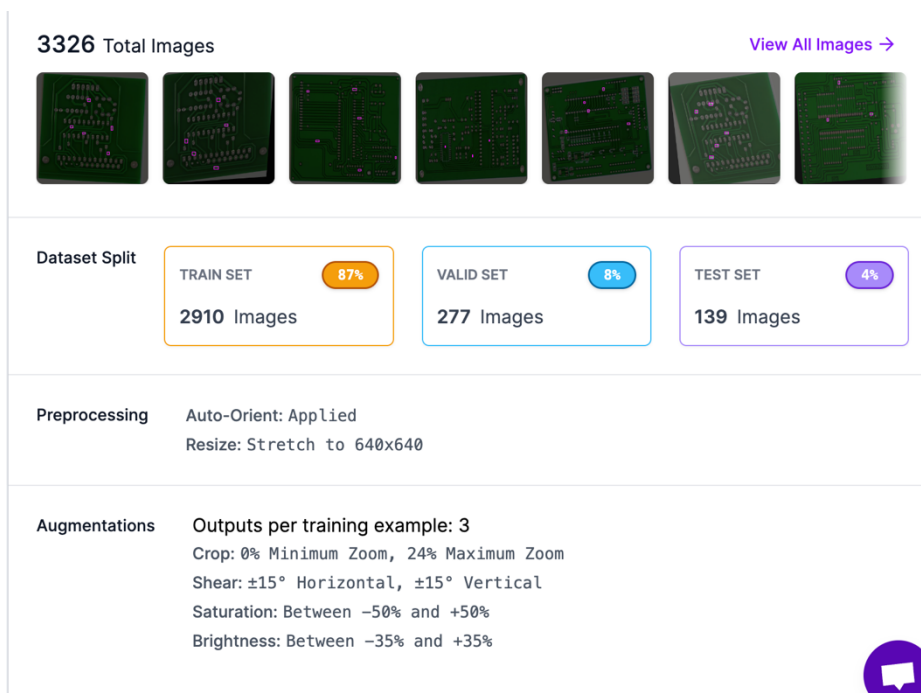 3326 Total Images
View All Images →
Dataset Split
TRAIN SET 87%
2910 Images
VALID SET 8%
277 Images
TEST SET 4%
139 Images
Preprocessing
Auto-Orient: Applied
Resize: Stretch to 640x640
Augmentations
Outputs per training example: 3
Crop: 0% Minimum Zoom, 24% Maximum Zoom
Shear: ±15° Horizontal, ±15° Vertical
Saturation: Between -50% and +50%
Brightness: Between -35% and +35%